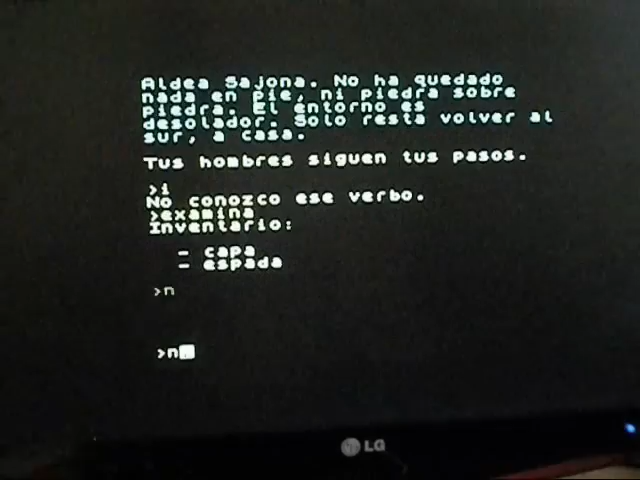 Aldea Sajona. No ha quedado
nada en pie, ni piedra sobre
piedra. El entorno es
desolador. Solo resta volver al
sur, a casa.
Tus hombres siguen tus pasos.
>i
No conozco ese verbo.
>examina
Inventario:
- capa
- espada
>n
>n
LG